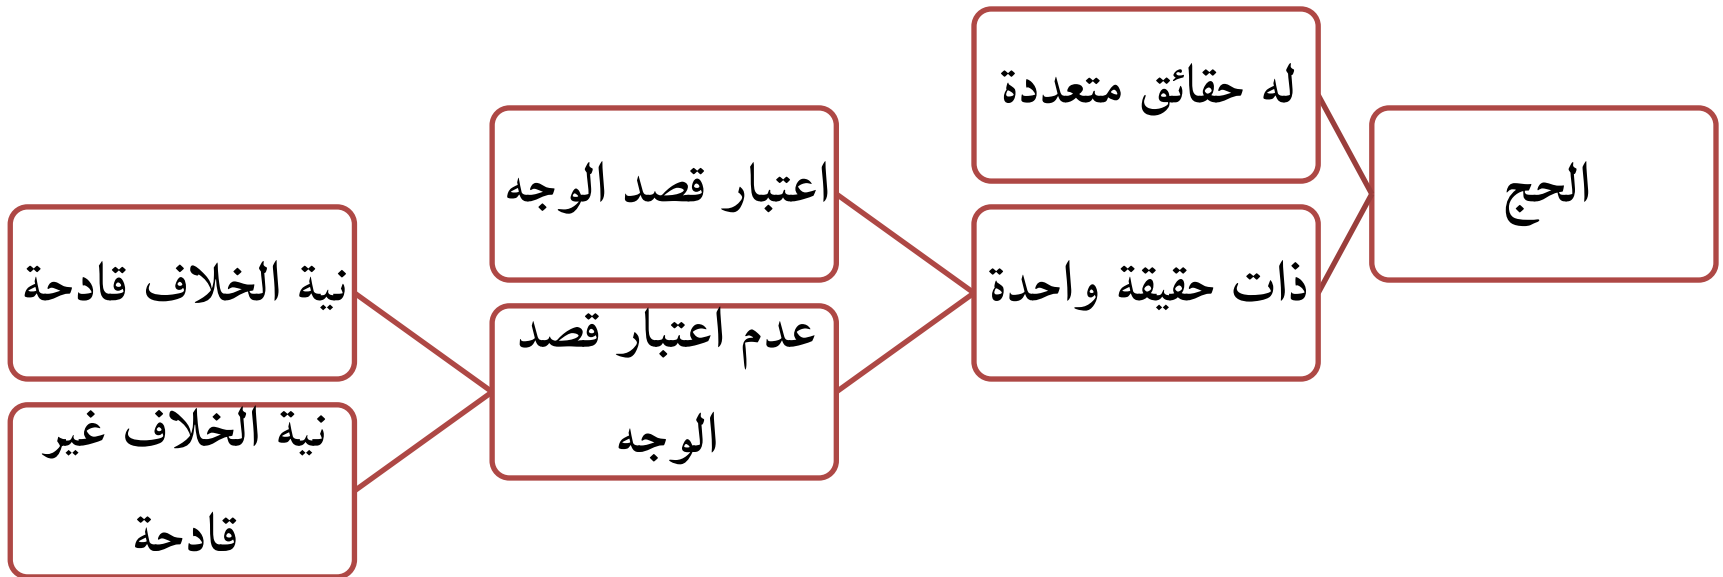 الحج
له حقائق متعددة
ذات حقيقة واحدة
اعتبار قصد الوجه
عدم اعتبار قصد
الوجه
نية الخلاف قادحة
نية الخلاف غير
قادحة